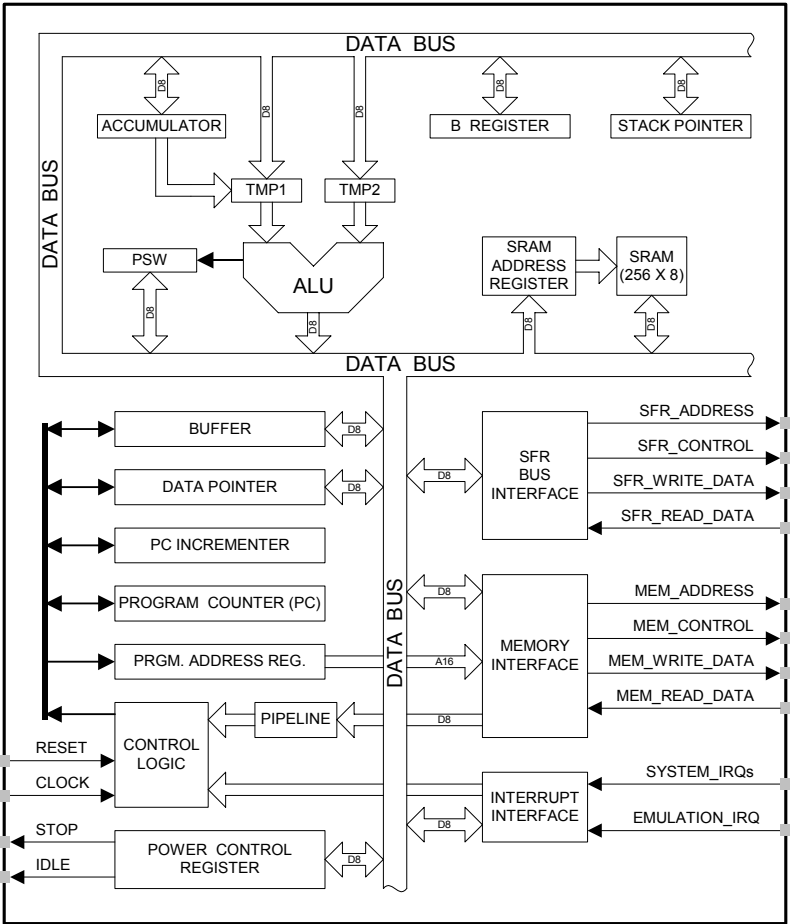 DATA BUS
D8
D8
D8
D8
D8
ACCUMULATOR
B REGISTER
STACK POINTER
DATA BUS
TMP1
TMP2
PSW
ALU
SRAM
ADDRESS
REGISTER
SRAM
(256 X 8)
D8
D8
D8
D8
DATA BUS
BUFFER
D8
DATA POINTER
D8
PC INCREMENTER
PROGRAM COUNTER (PC)
PRGM. ADDRESS REG.
DATA BUS
D8
SFR
BUS
INTERFACE
SFR_ADDRESS
SFR_CONTROL
SFR_WRITE_DATA
SFR_READ_DATA
D8
A16
D8
MEMORY
INTERFACE
MEM_ADDRESS
MEM_CONTROL
MEM_WRITE_DATA
MEM_READ_DATA
PIPELINE
CONTROL
LOGIC
RESET
CLOCK
INTERRUPT
INTERFACE
SYSTEM_IRQs
EMULATION_IRQ
D8
STOP
IDLE
POWER CONTROL
REGISTER
D8